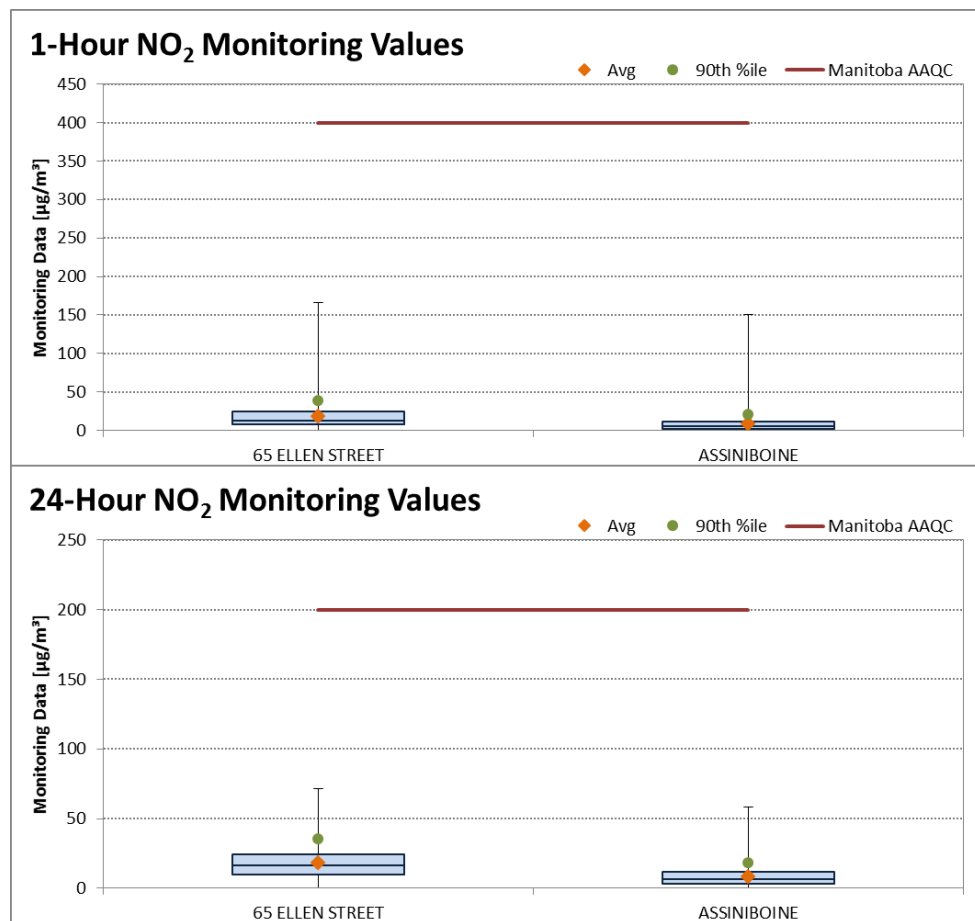 1-Hour NO₂ Monitoring Values
Avg 90th %ile Manitoba AAQC
Monitoring Data [µg/m³]
450
400
350
300
250
200
150
100
50
0
65 ELLEN STREET ASSINIBOINE
24-Hour NO₂ Monitoring Values
Avg 90th %ile Manitoba AAQC
Monitoring Data [µg/m³]
250
200
150
100
50
0
65 ELLEN STREET ASSINIBOINE